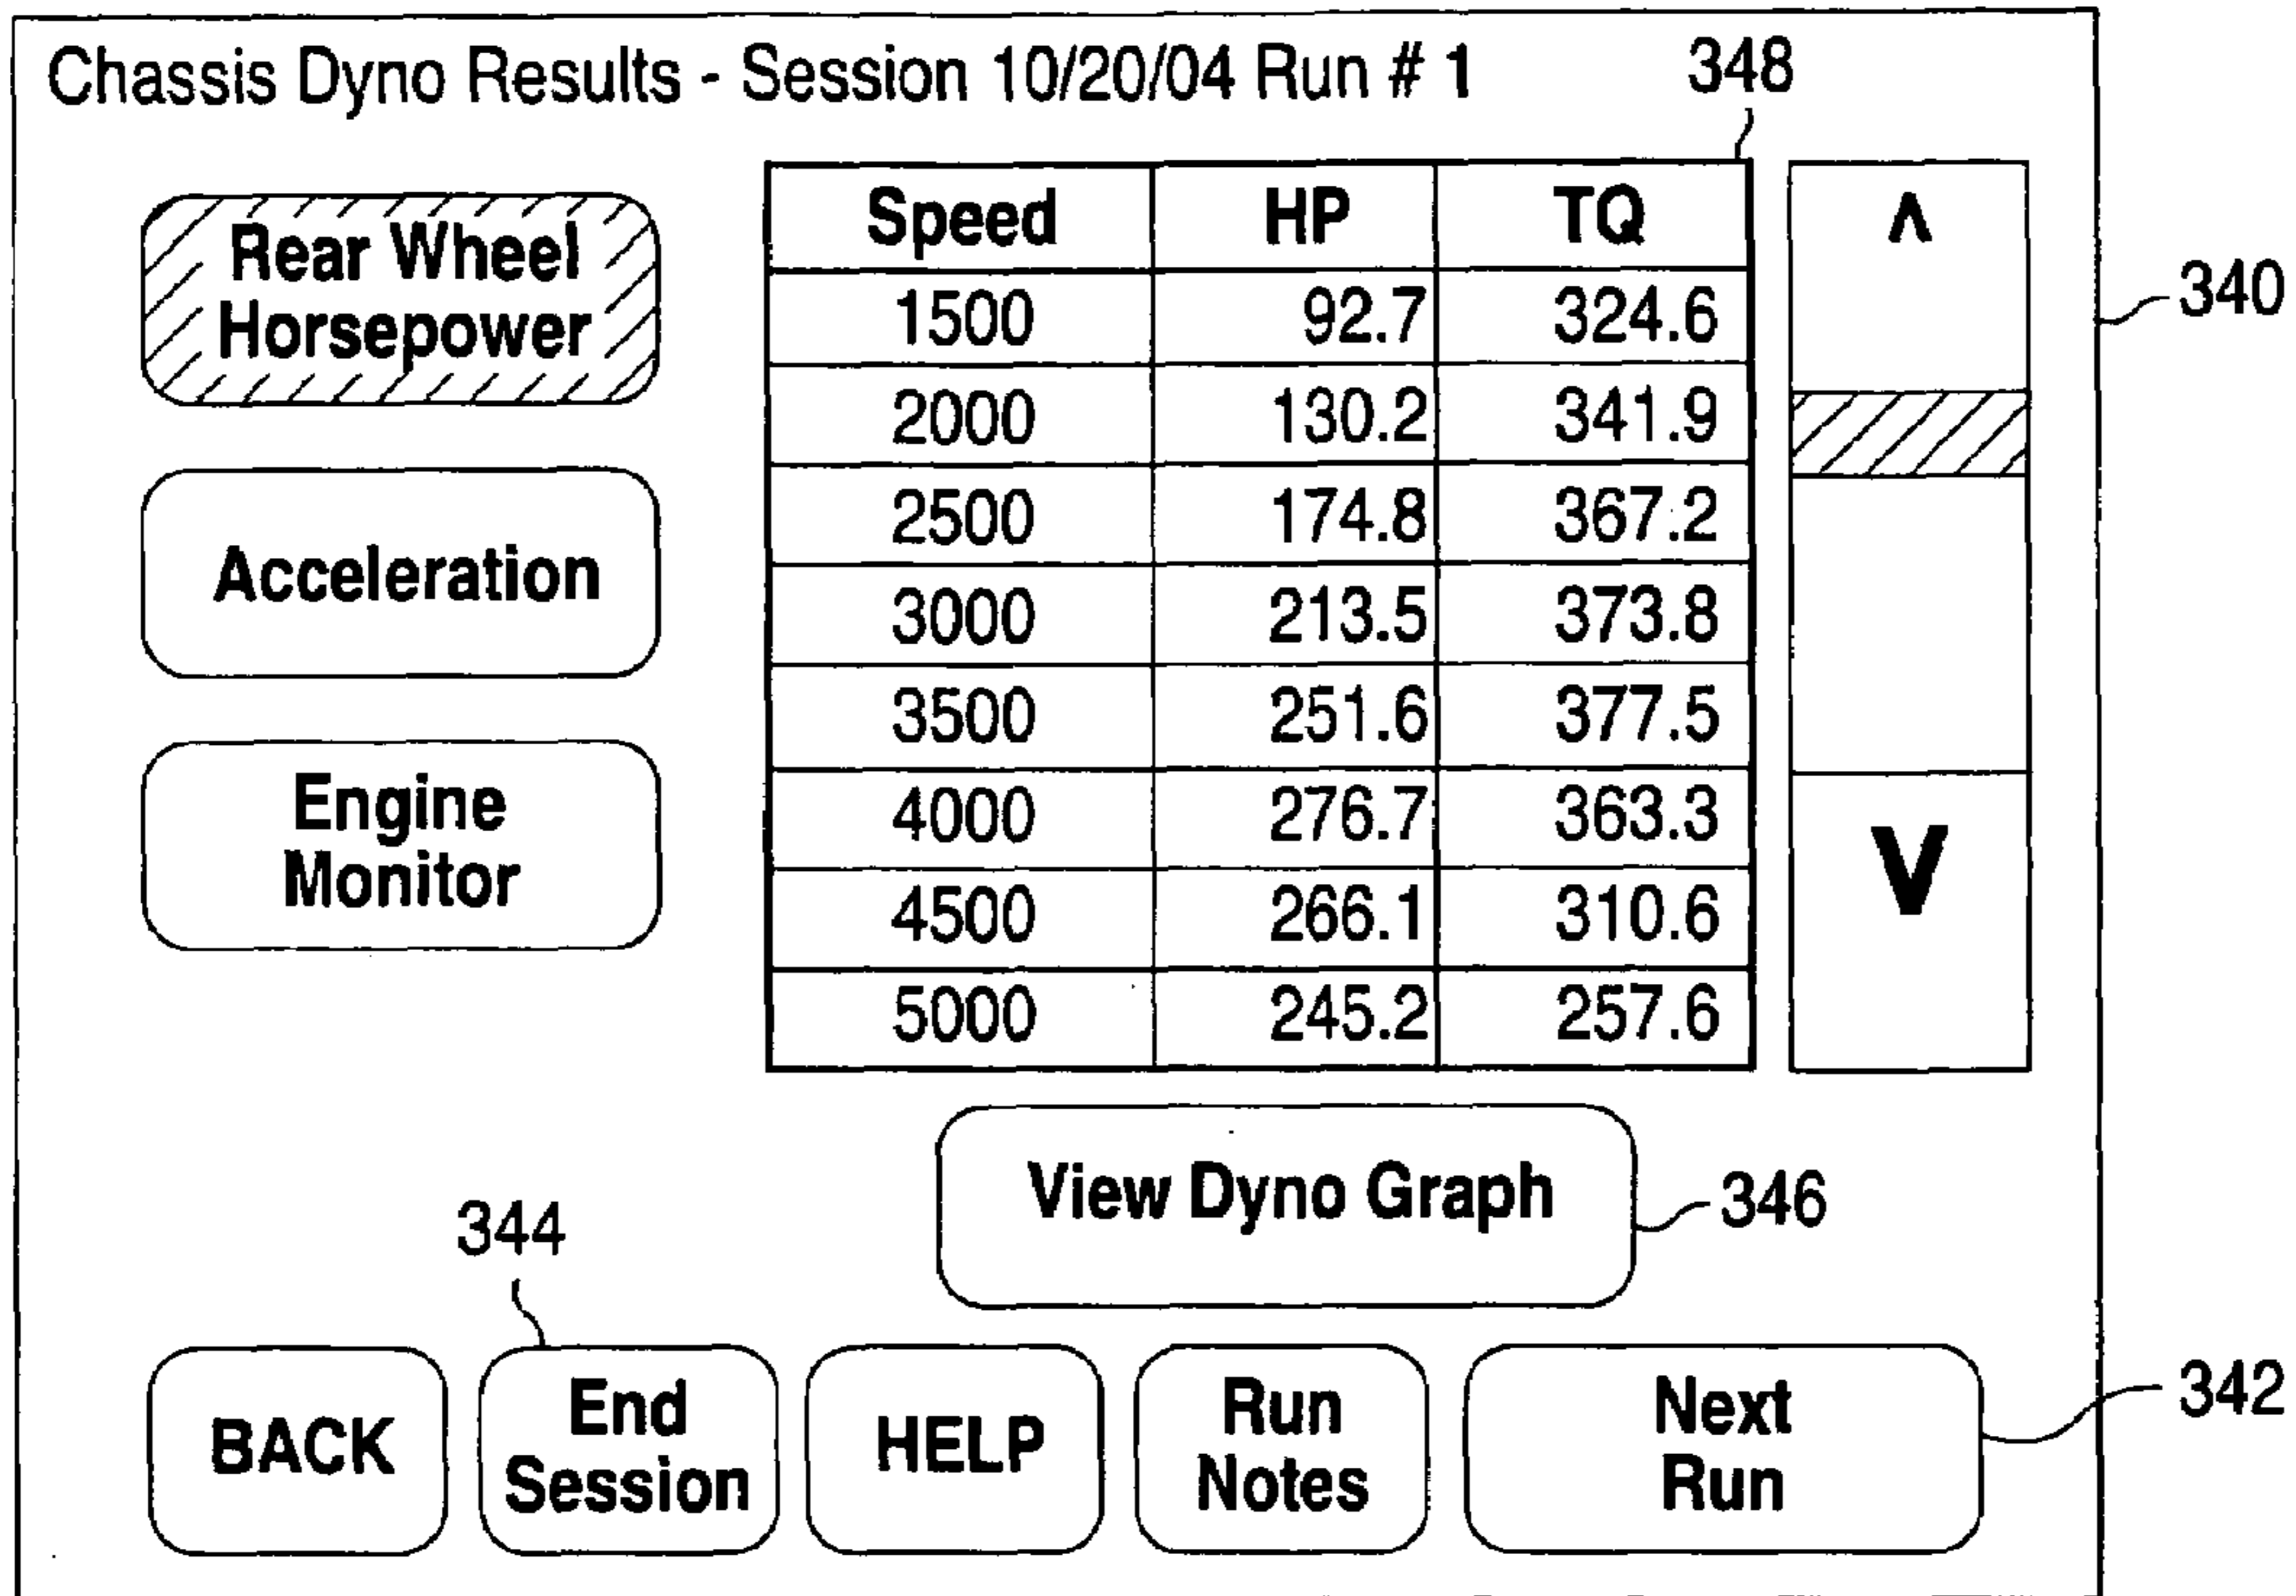 Chassis Dyno Results - Session 10/20/04 Run # 1
348
Rear Wheel
Horsepower
Acceleration
Engine
Monitor
Speed HP TQ
1500 92.7 324.6
2000 130.2 341.9
2500 174.8 367.2
3000 213.5 373.8
3500 251.6 377.5
4000 276.7 363.3
4500 266.1 310.6
5000 245.2 257.6
Λ
V
340
View Dyno Graph
346
344
BACK
End
Session
HELP
Run
Notes
Next
Run
342